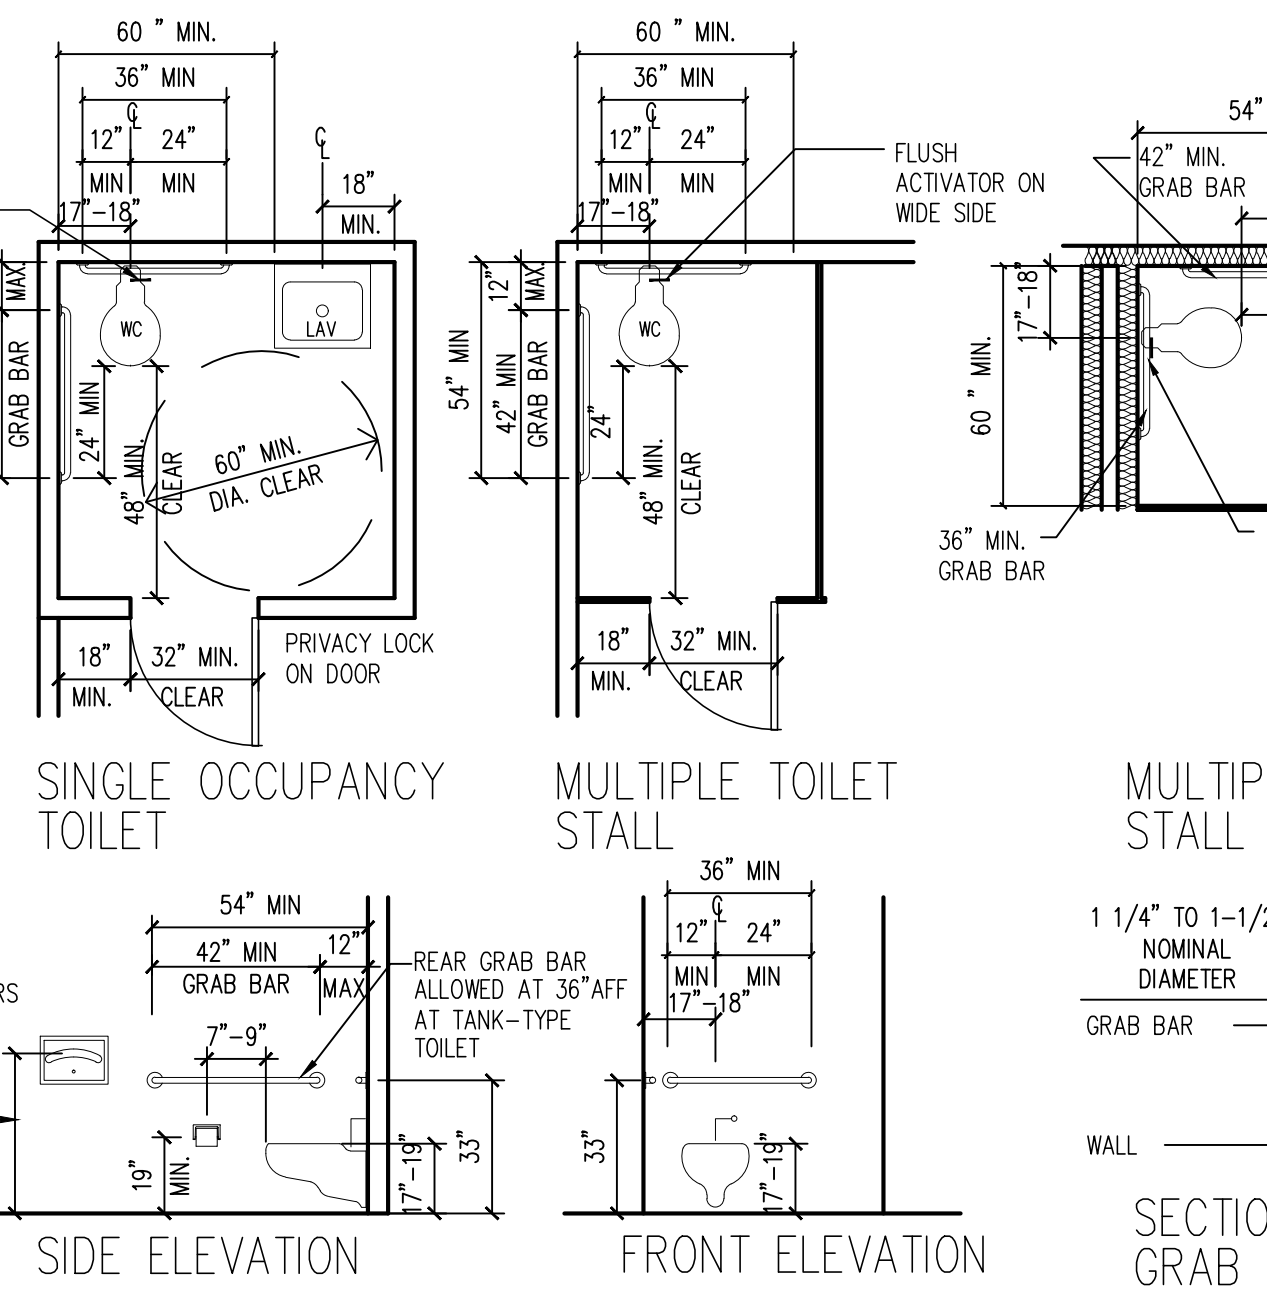 60 " MIN.
36" MIN
℄
12" 24"
MIN MIN
17"-18"
℄
18"
MIN.
MAX.
GRAB BAR
WC
LAV
24" MIN
48" MIN.
CLEAR
60" MIN.
DIA. CLEAR
18" 32" MIN.
MIN. CLEAR
PRIVACY LOCK
ON DOOR
SINGLE OCCUPANCY
TOILET
60 " MIN.
36" MIN
℄
12" 24"
MIN MIN
17"-18"
FLUSH
ACTIVATOR ON
WIDE SIDE
12"
MAX.
54" MIN
42" MIN
GRAB BAR
WC
24"
48" MIN.
CLEAR
18" 32" MIN.
MIN. CLEAR
MULTIPLE TOILET
STALL
54"
42" MIN.
GRAB BAR
17"-18"
60 " MIN.
36" MIN.
GRAB BAR
MULTIP
STALL
54" MIN
42" MIN 12"
GRAB BAR MAX
REAR GRAB BAR
ALLOWED AT 36"AFF
AT TANK-TYPE
TOILET
RS
7"-9"
19"
MIN.
17"-19"
33"
SIDE ELEVATION
36" MIN
℄
12" 24"
MIN MIN
17"-18"
33"
17"-19"
FRONT ELEVATION
1 1/4" TO 1-1/2
NOMINAL
DIAMETER
GRAB BAR
WALL
SECTIO
GRAB